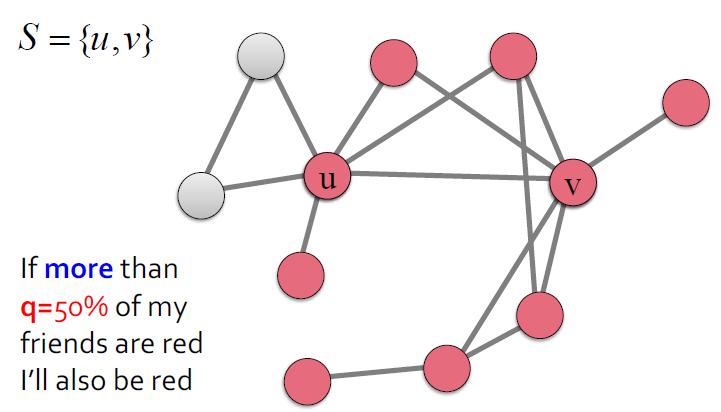 S = {u,v}
u
v
If more than
q=50% of my
friends are red
I'll also be red